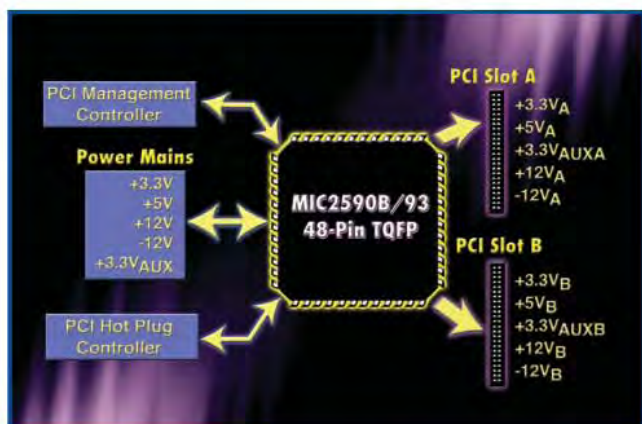 PCI Management
Controller
Power Mains
+3.3V
+5V
+12V
-12V
+3.3VAUX
PCI Hot Plug
Controller
MIC2590B/93
48-Pin TQFP
PCI Slot A
+3.3VA
+5VA
+3.3VAUXA
+12VA
-12VA
PCI Slot B
+3.3VB
+5VB
+3.3VAUXB
+12VB
-12VB